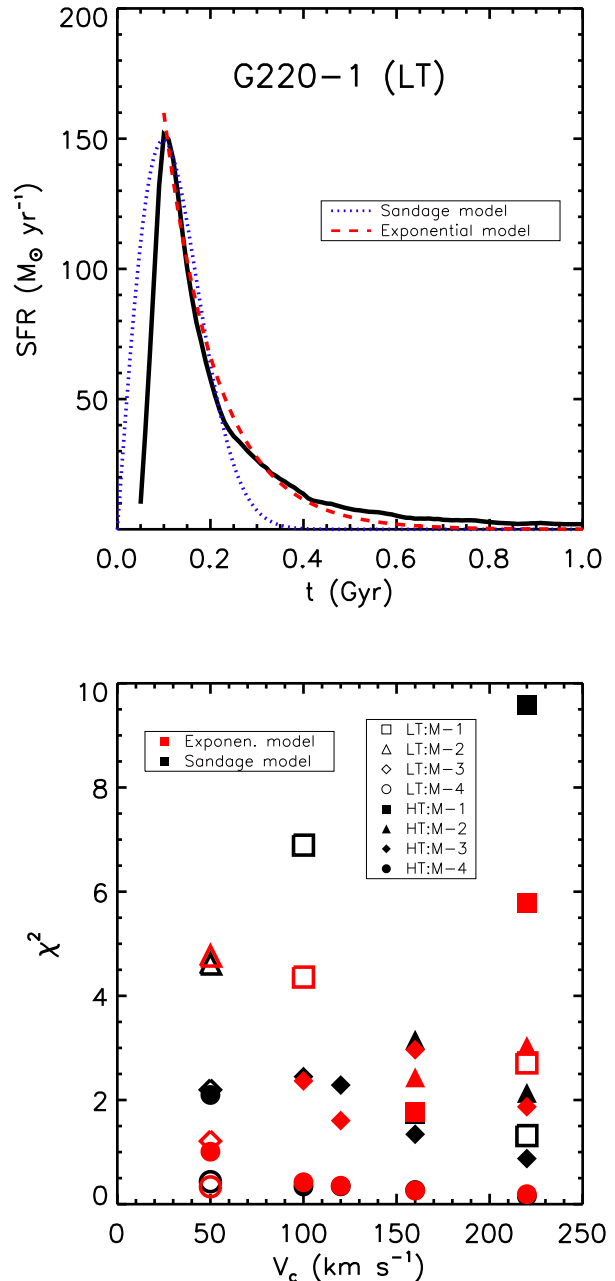 200
G220-1 (LT)
150
Sandage model
Exponential model
SFR (M⊙ yr⁻¹)
100
50
0.0 0.2 0.4 0.6 0.8 1.0
t (Gyr)
10
Exponen. model
Sandage model
LT:M-1
LT:M-2
LT:M-3
LT:M-4
HT:M-1
HT:M-2
HT:M-3
HT:M-4
8
6
χ²
4
2
0
0 50 100 150 200 250
V_c (km s⁻¹)